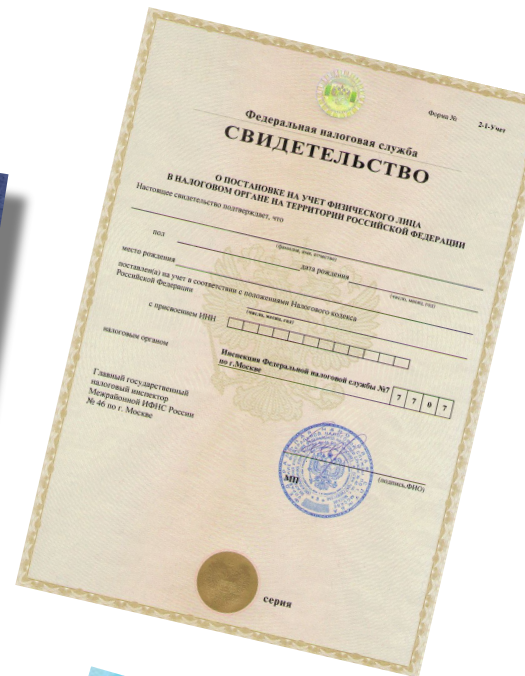 Форма № 2-1-Учет
Федеральная налоговая служба
СВИДЕТЕЛЬСТВО
О ПОСТАНОВКЕ НА УЧЕТ ФИЗИЧЕСКОГО ЛИЦА
В НАЛОГОВОМ ОРГАНЕ НА ТЕРРИТОРИИ РОССИЙСКОЙ ФЕДЕРАЦИИ
Настоящее свидетельство подтверждает, что
(фамилия, имя, отчество)
пол дата рождения
(число, месяц, год)
место рождения
поставлен(а) на учет в соответствии с положениями Налогового кодекса
Российской Федерации
(число, месяц, год)
с присвоением ИНН
налоговым органом
Инспекция Федеральной налоговой службы №7
по г.Москве
7 7 0 7
Главный государственный
налоговый инспектор
Межрайонной ИФНС России
№ 46 по г. Москве
МП
(подпись, ФИО)
серия